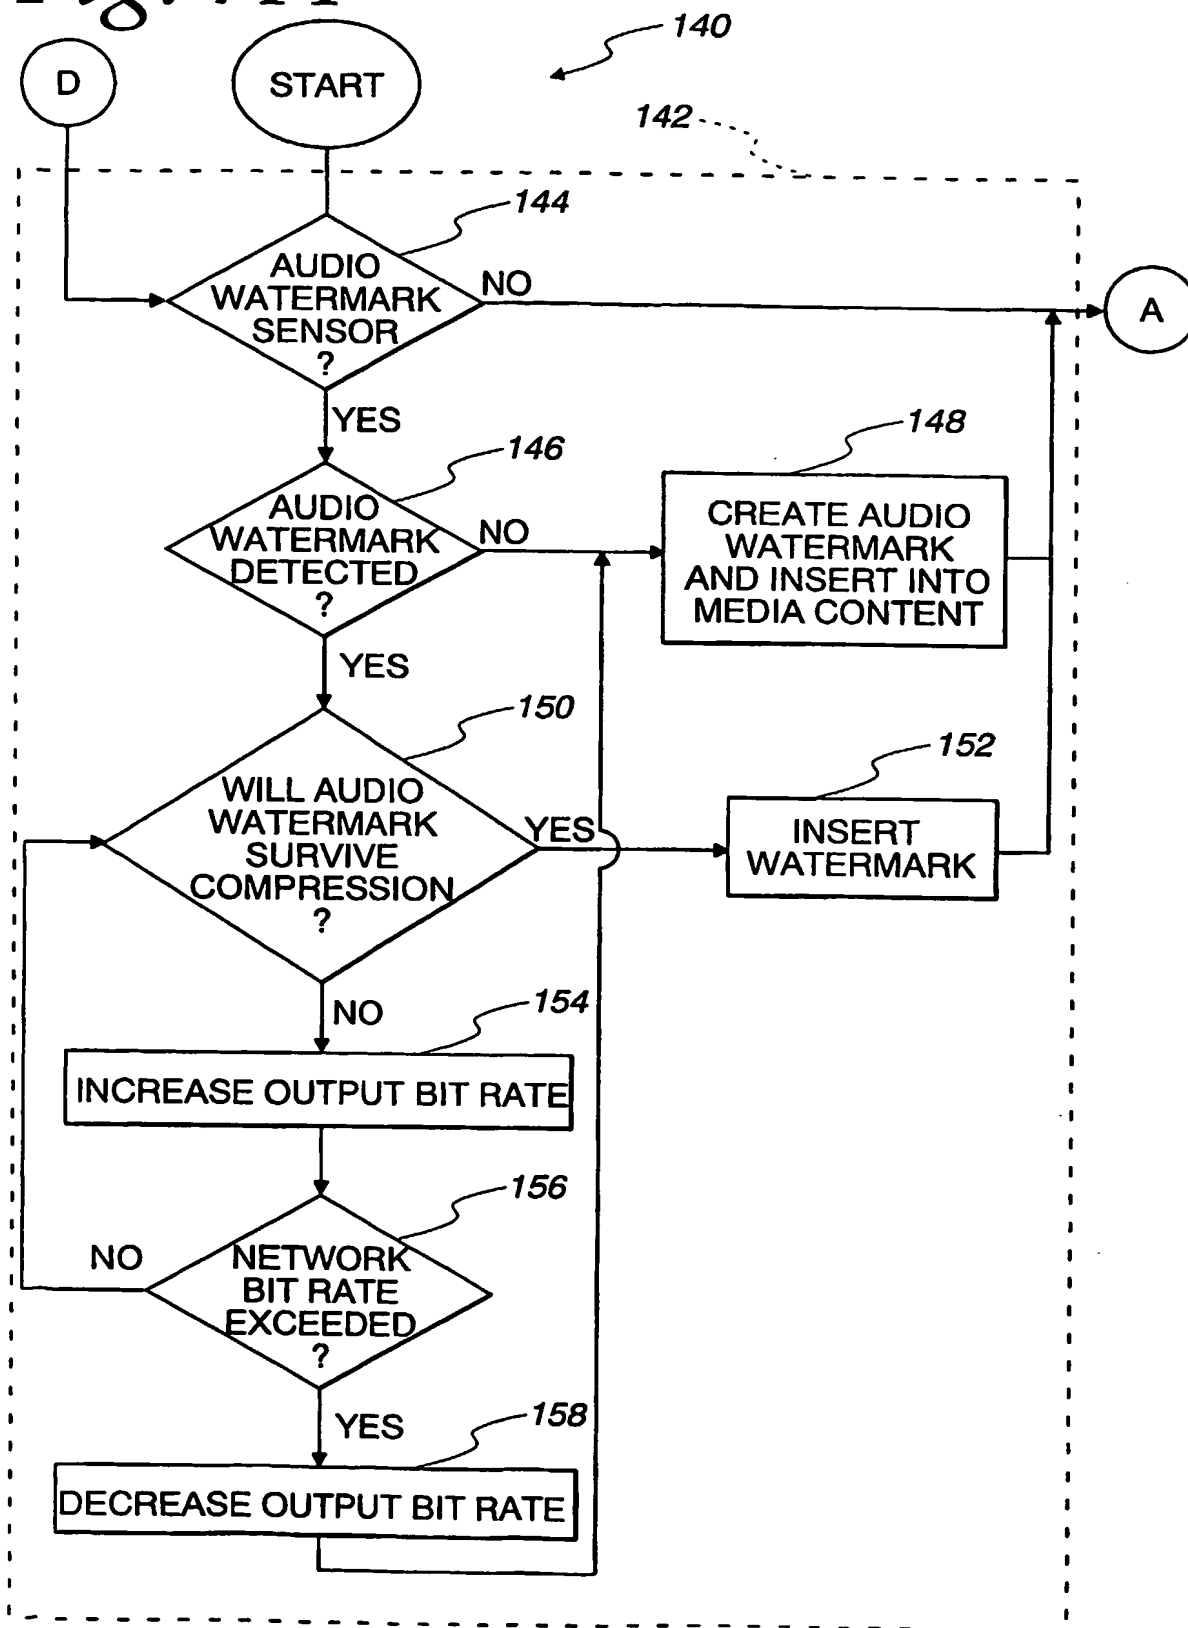 D
START
140
142
144
AUDIO
WATERMARK
SENSOR
?
NO
A
YES
146
AUDIO
WATERMARK
DETECTED
?
NO
148
CREATE AUDIO
WATERMARK
AND INSERT INTO
MEDIA CONTENT
YES
150
WILL AUDIO
WATERMARK
SURVIVE
COMPRESSION
?
YES
152
INSERT
WATERMARK
NO
154
INCREASE OUTPUT BIT RATE
156
NO
NETWORK
BIT RATE
EXCEEDED
?
YES
158
DECREASE OUTPUT BIT RATE